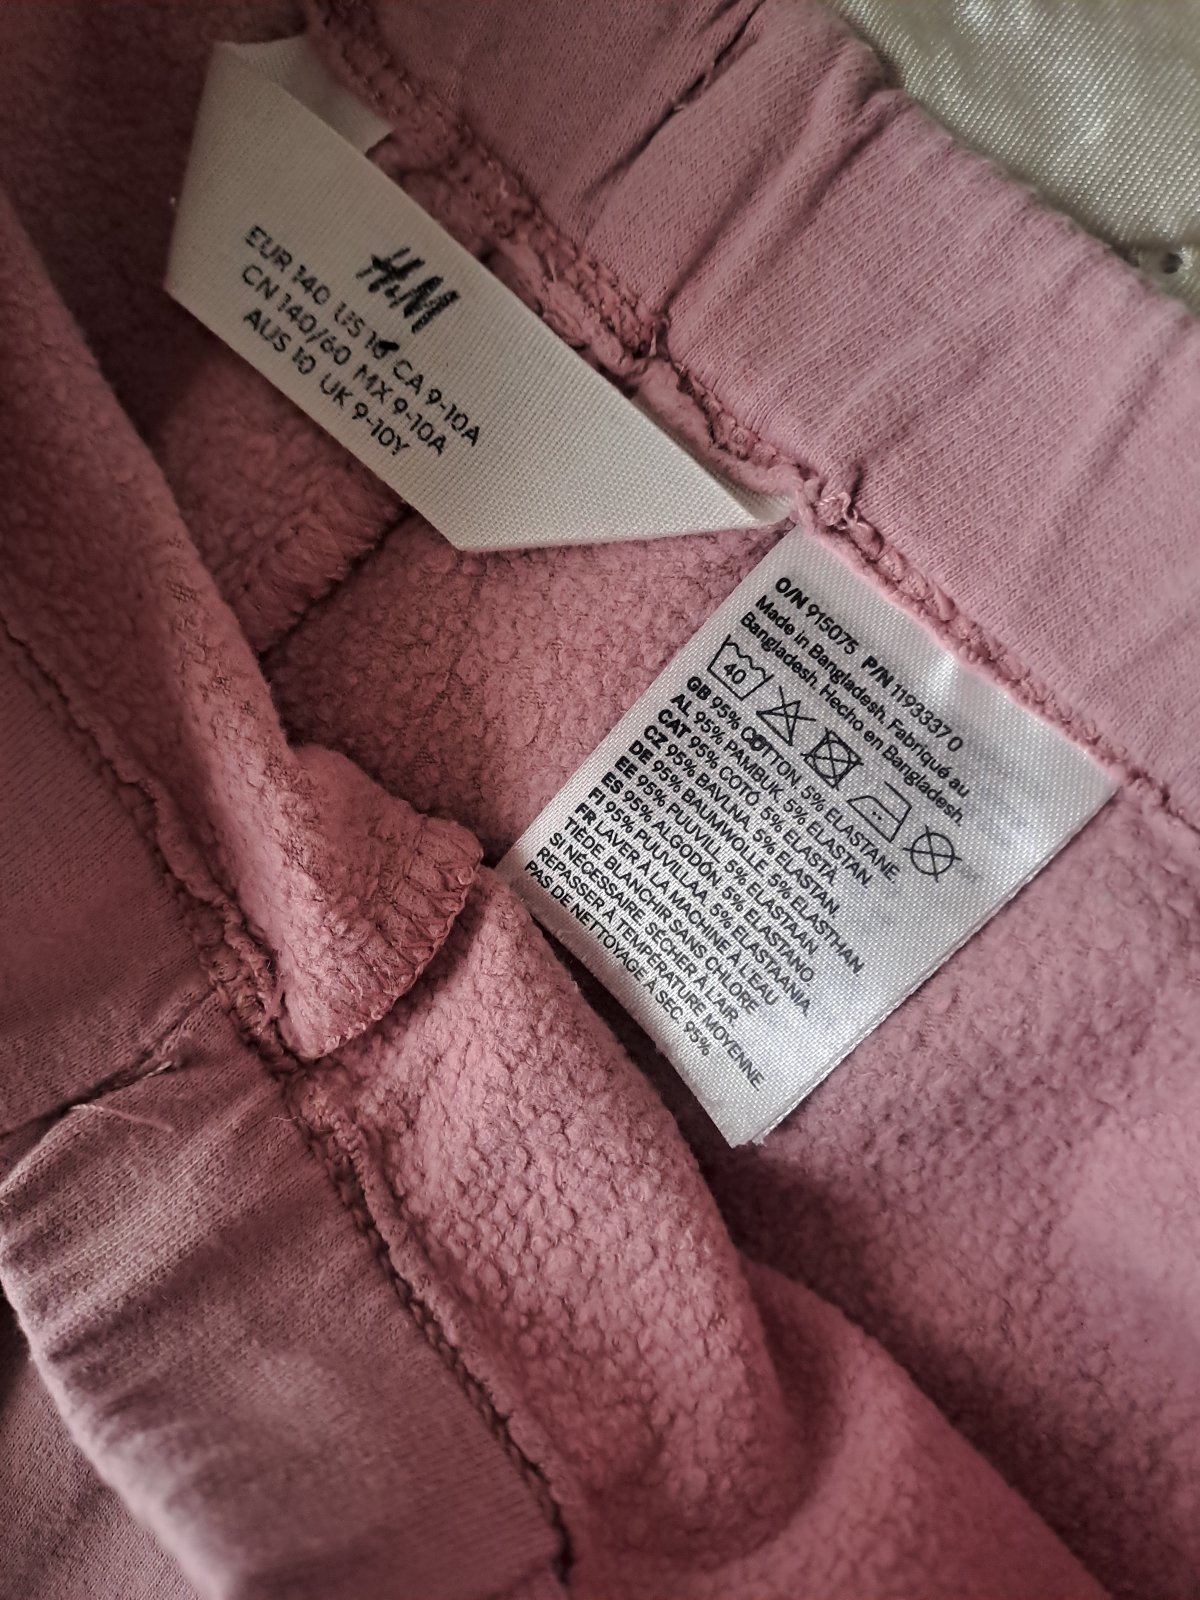 H&M
EUR 140 US 10 CA 9-10A
CN 140/60 MX 9-10A
AUS 10 UK 9-10Y
O/N 915075 P/N 1193337 0
Made in Bangladesh. Fabriqué au
Bangladesh. Hecho en Bangladesh.
40
GB 95% COTTON. 5% ELASTANE.
AL 95% PAMBUK. 5% ELASTAN.
CAT 95% COTÓ. 5% ELASTÀ.
CZ 95% BAVLNA. 5% ELASTAN.
DE 95% BAUMWOLLE. 5% ELASTHAN
EE 95% PUUVILL. 5% ELASTAAN.
ES 95% ALGODÓN. 5% ELASTANO
FI 95% PUUVILLAA. 5% ELASTAANIA.
FR LAVER À LA MACHINE À L'EAU
TIÈDE BLANCHIR SANS CHLORE
SI NÉCESSAIRE SÉCHER À L'AIR
REPASSER À TEMPÉRATURE MOYENNE
PAS DE NETTOYAGE À SEC 95%